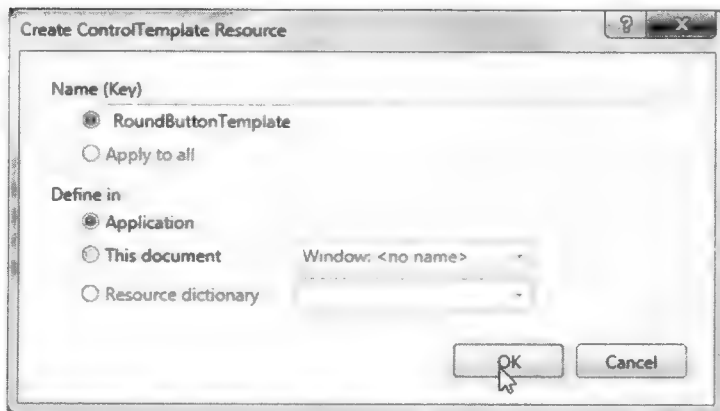 Create ControlTemplate Resource
?
X
Name (Key)
RoundButtonTemplate
Apply to all
Define in
Application
This document Window: <no name>
Resource dictionary
OK Cancel